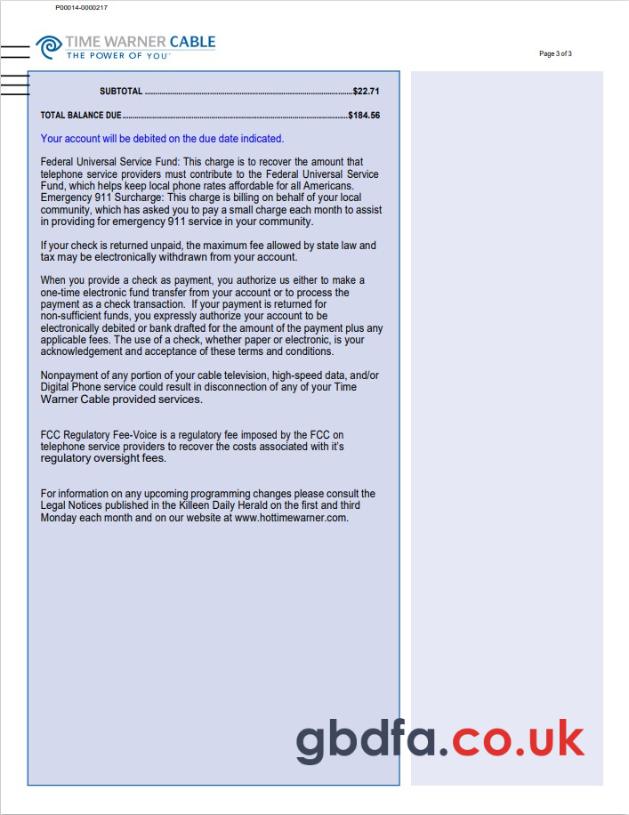 P00014-0000217
TIME WARNER CABLE
THE POWER OF YOU™
Page 3 of 3
SUBTOTAL ...................................................................................$22.71
TOTAL BALANCE DUE...........................................................................................$184.56
Your account will be debited on the due date indicated.
Federal Universal Service Fund: This charge is to recover the amount that
telephone service providers must contribute to the Federal Universal Service
Fund, which helps keep local phone rates affordable for all Americans.
Emergency 911 Surcharge: This charge is billing on behalf of your local
community, which has asked you to pay a small charge each month to assist
in providing for emergency 911 service in your community.
If your check is returned unpaid, the maximum fee allowed by state law and
tax may be electronically withdrawn from your account.
When you provide a check as payment, you authorize us either to make a
one-time electronic fund transfer from your account or to process the
payment as a check transaction. If your payment is returned for
non-sufficient funds, you expressly authorize your account to be
electronically debited or bank drafted for the amount of the payment plus any
applicable fees. The use of a check, whether paper or electronic, is your
acknowledgement and acceptance of these terms and conditions.
Nonpayment of any portion of your cable television, high-speed data, and/or
Digital Phone service could result in disconnection of any of your Time
Warner Cable provided services.
FCC Regulatory Fee-Voice is a regulatory fee imposed by the FCC on
telephone service providers to recover the costs associated with it's
regulatory oversight fees.
For information on any upcoming programming changes please consult the
Legal Notices published in the Killeen Daily Herald on the first and third
Monday each month and on our website at www.hottimewarner.com.
gbdfa.co.uk